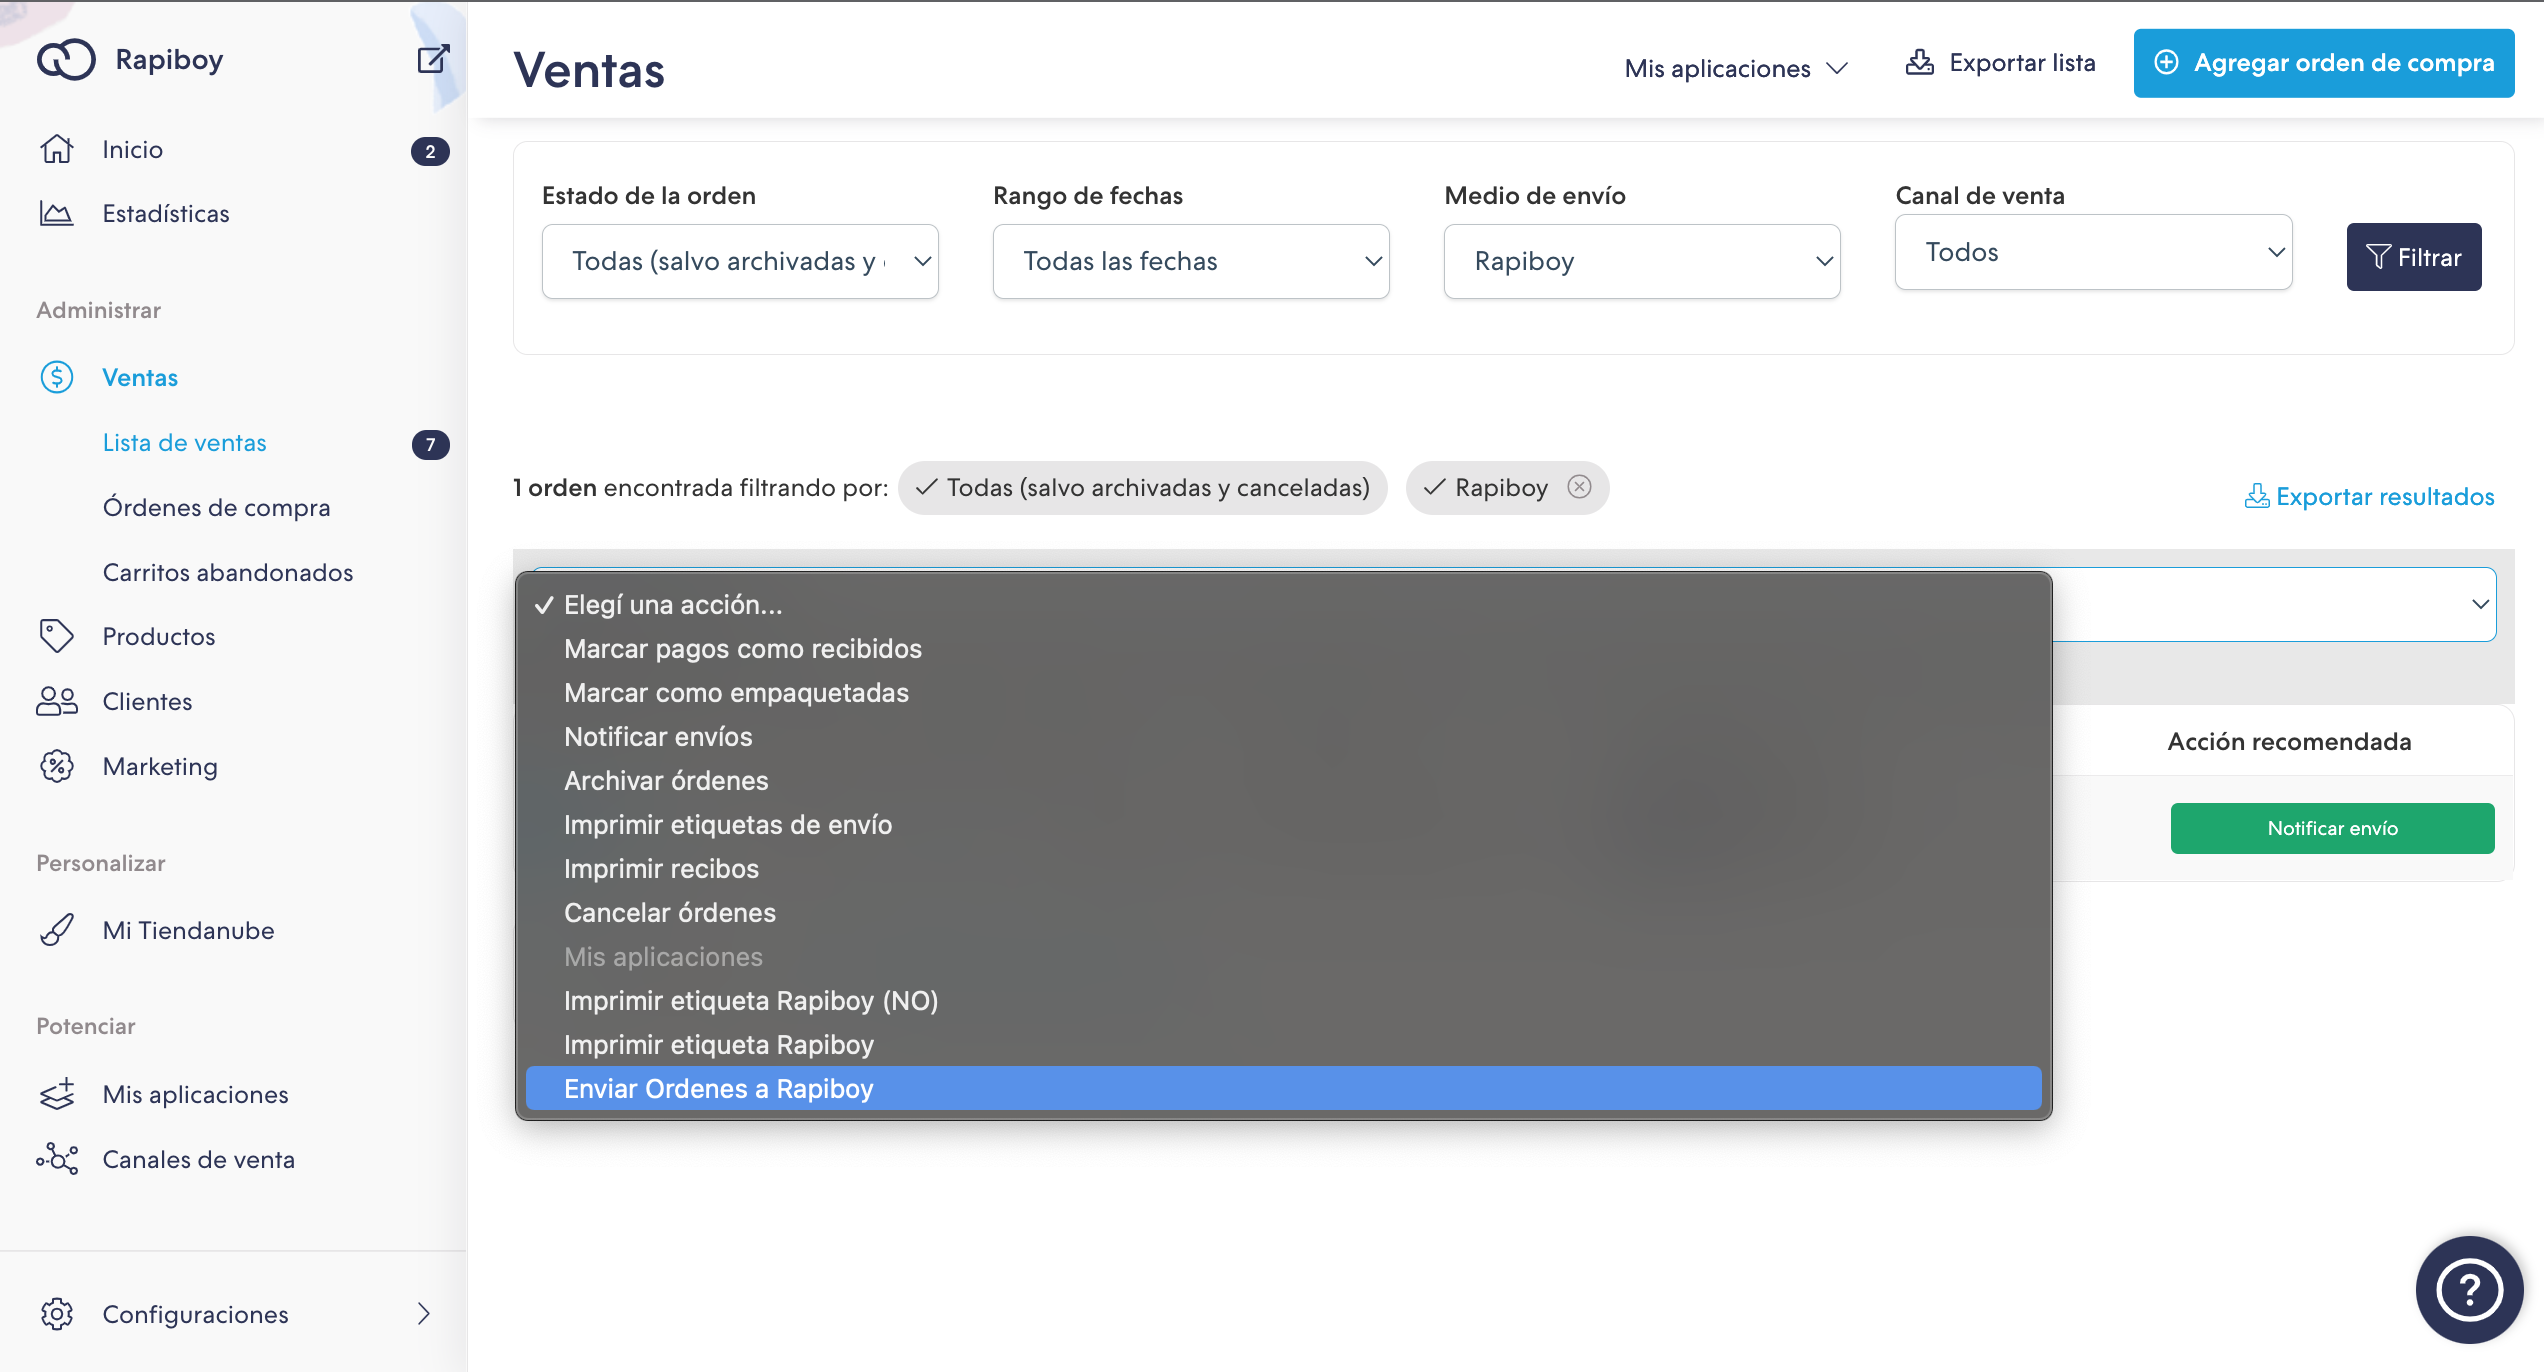 Rapiboy
Inicio
2
Estadísticas
Administrar
Ventas
Lista de ventas
7
Órdenes de compra
Carritos abandonados
Productos
Clientes
Marketing
Personalizar
Mi Tiendanube
Potenciar
Mis aplicaciones
Canales de venta
Configuraciones
Ventas
Mis aplicaciones
Exportar lista
Agregar orden de compra
Estado de la orden
Rango de fechas
Medio de envío
Canal de venta
Todas (salvo archivadas y
Todas las fechas
Rapiboy
Todos
Filtrar
1 orden encontrada filtrando por:
Todas (salvo archivadas y canceladas)
Rapiboy
Exportar resultados
Elegí una acción...
Marcar pagos como recibidos
Marcar como empaquetadas
Notificar envíos
Archivar órdenes
Imprimir etiquetas de envío
Imprimir recibos
Cancelar órdenes
Mis aplicaciones
Imprimir etiqueta Rapiboy (NO)
Imprimir etiqueta Rapiboy
Enviar Ordenes a Rapiboy
Acción recomendada
Notificar envío
?